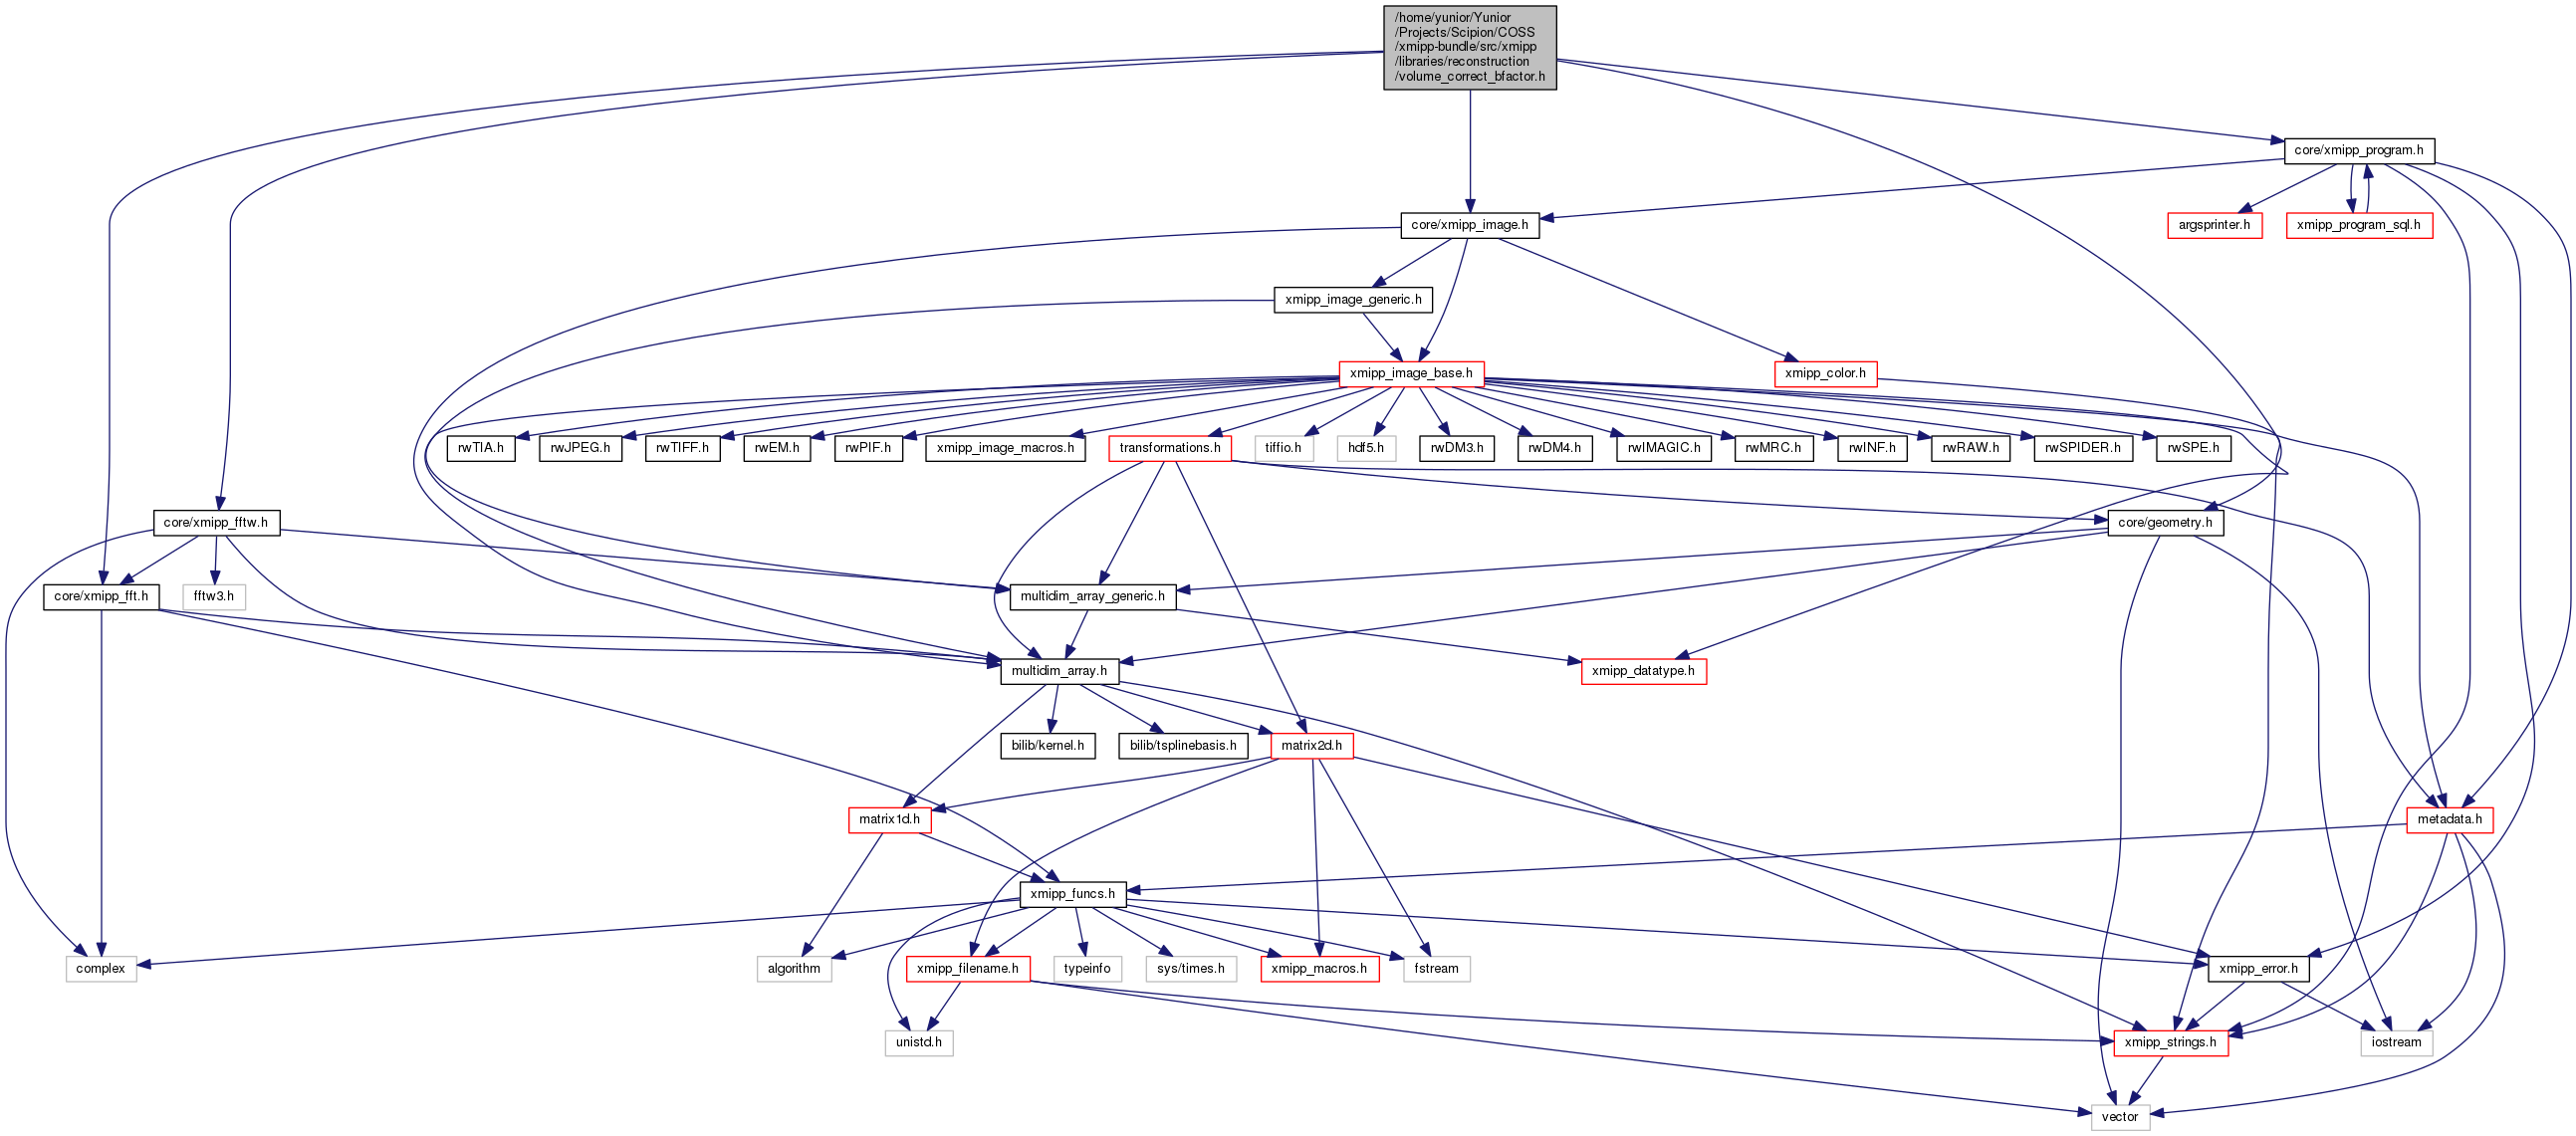 /home/yunior/Yunior
/Projects/Scipion/COSS
/xmipp-bundle/src/xmipp
/libraries/reconstruction
/volume_correct_bfactor.h
core/xmipp_program.h
core/xmipp_image.h
argsprinter.h
xmipp_program_sql.h
xmipp_image_generic.h
xmipp_image_base.h
xmipp_color.h
rwTIA.h
rwJPEG.h
rwTIFF.h
rwEM.h
rwPIF.h
xmipp_image_macros.h
transformations.h
tiffio.h
hdf5.h
rwDM3.h
rwDM4.h
rwIMAGIC.h
rwMRC.h
rwINF.h
rwRAW.h
rwSPIDER.h
rwSPE.h
core/xmipp_fftw.h
core/geometry.h
core/xmipp_fft.h
fftw3.h
multidim_array_generic.h
multidim_array.h
xmipp_datatype.h
bilib/kernel.h
bilib/tsplinebasis.h
matrix2d.h
matrix1d.h
metadata.h
xmipp_funcs.h
complex
algorithm
xmipp_filename.h
typeinfo
sys/times.h
xmipp_macros.h
fstream
xmipp_error.h
unistd.h
xmipp_strings.h
iostream
vector